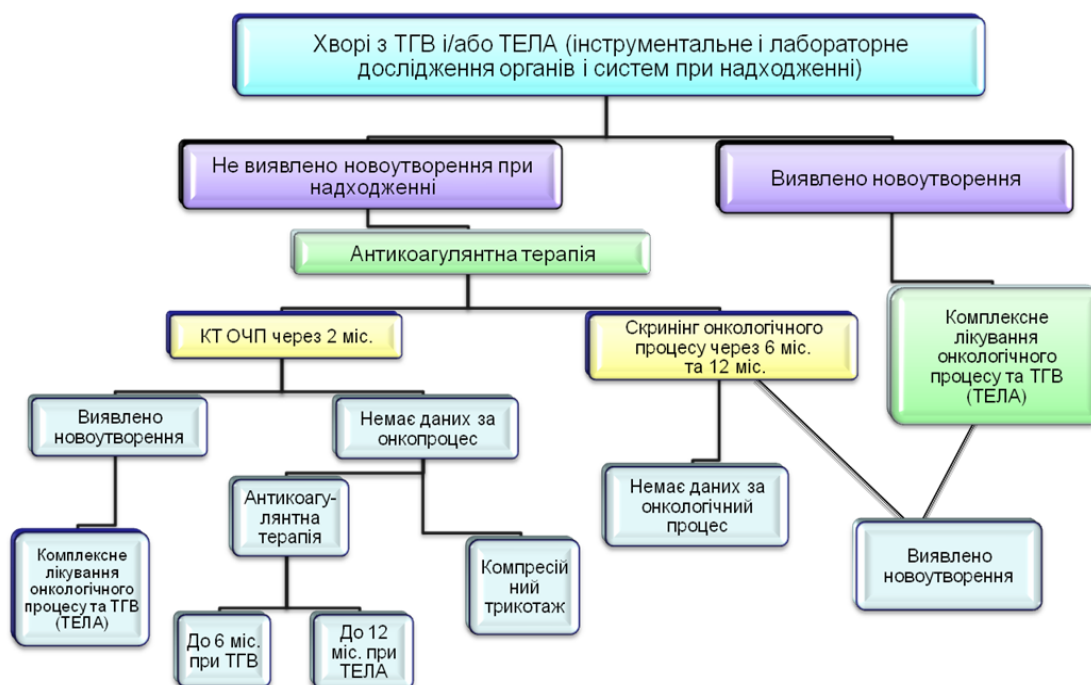 Хворі з ТГВ і/або ТЕЛА (інструментальне і лабораторне
дослідження органів і систем при надходженні)
Не виявлено новоутворення при
надходженні
Виявлено новоутворення
Антикоагулянтна терапія
КТ ОЧП через 2 міс.
Скринінг онкологічного
процесу через 6 міс.
та 12 міс.
Комплексне
лікування
онкологічного
процесу та ТГВ
(ТЕЛА)
Виявлено
новоутворення
Немає даних за
онкопроцес
Немає даних за
онкологічний
процес
Виявлено
новоутворення
Антикоагу-
лянтна
терапія
Комплексне
лікування
онкологічного
процесу та ТГВ
(ТЕЛА)
Компресій
ний
трикотаж
До 6 міс.
при ТГВ
До 12
міс. при
ТЕЛА